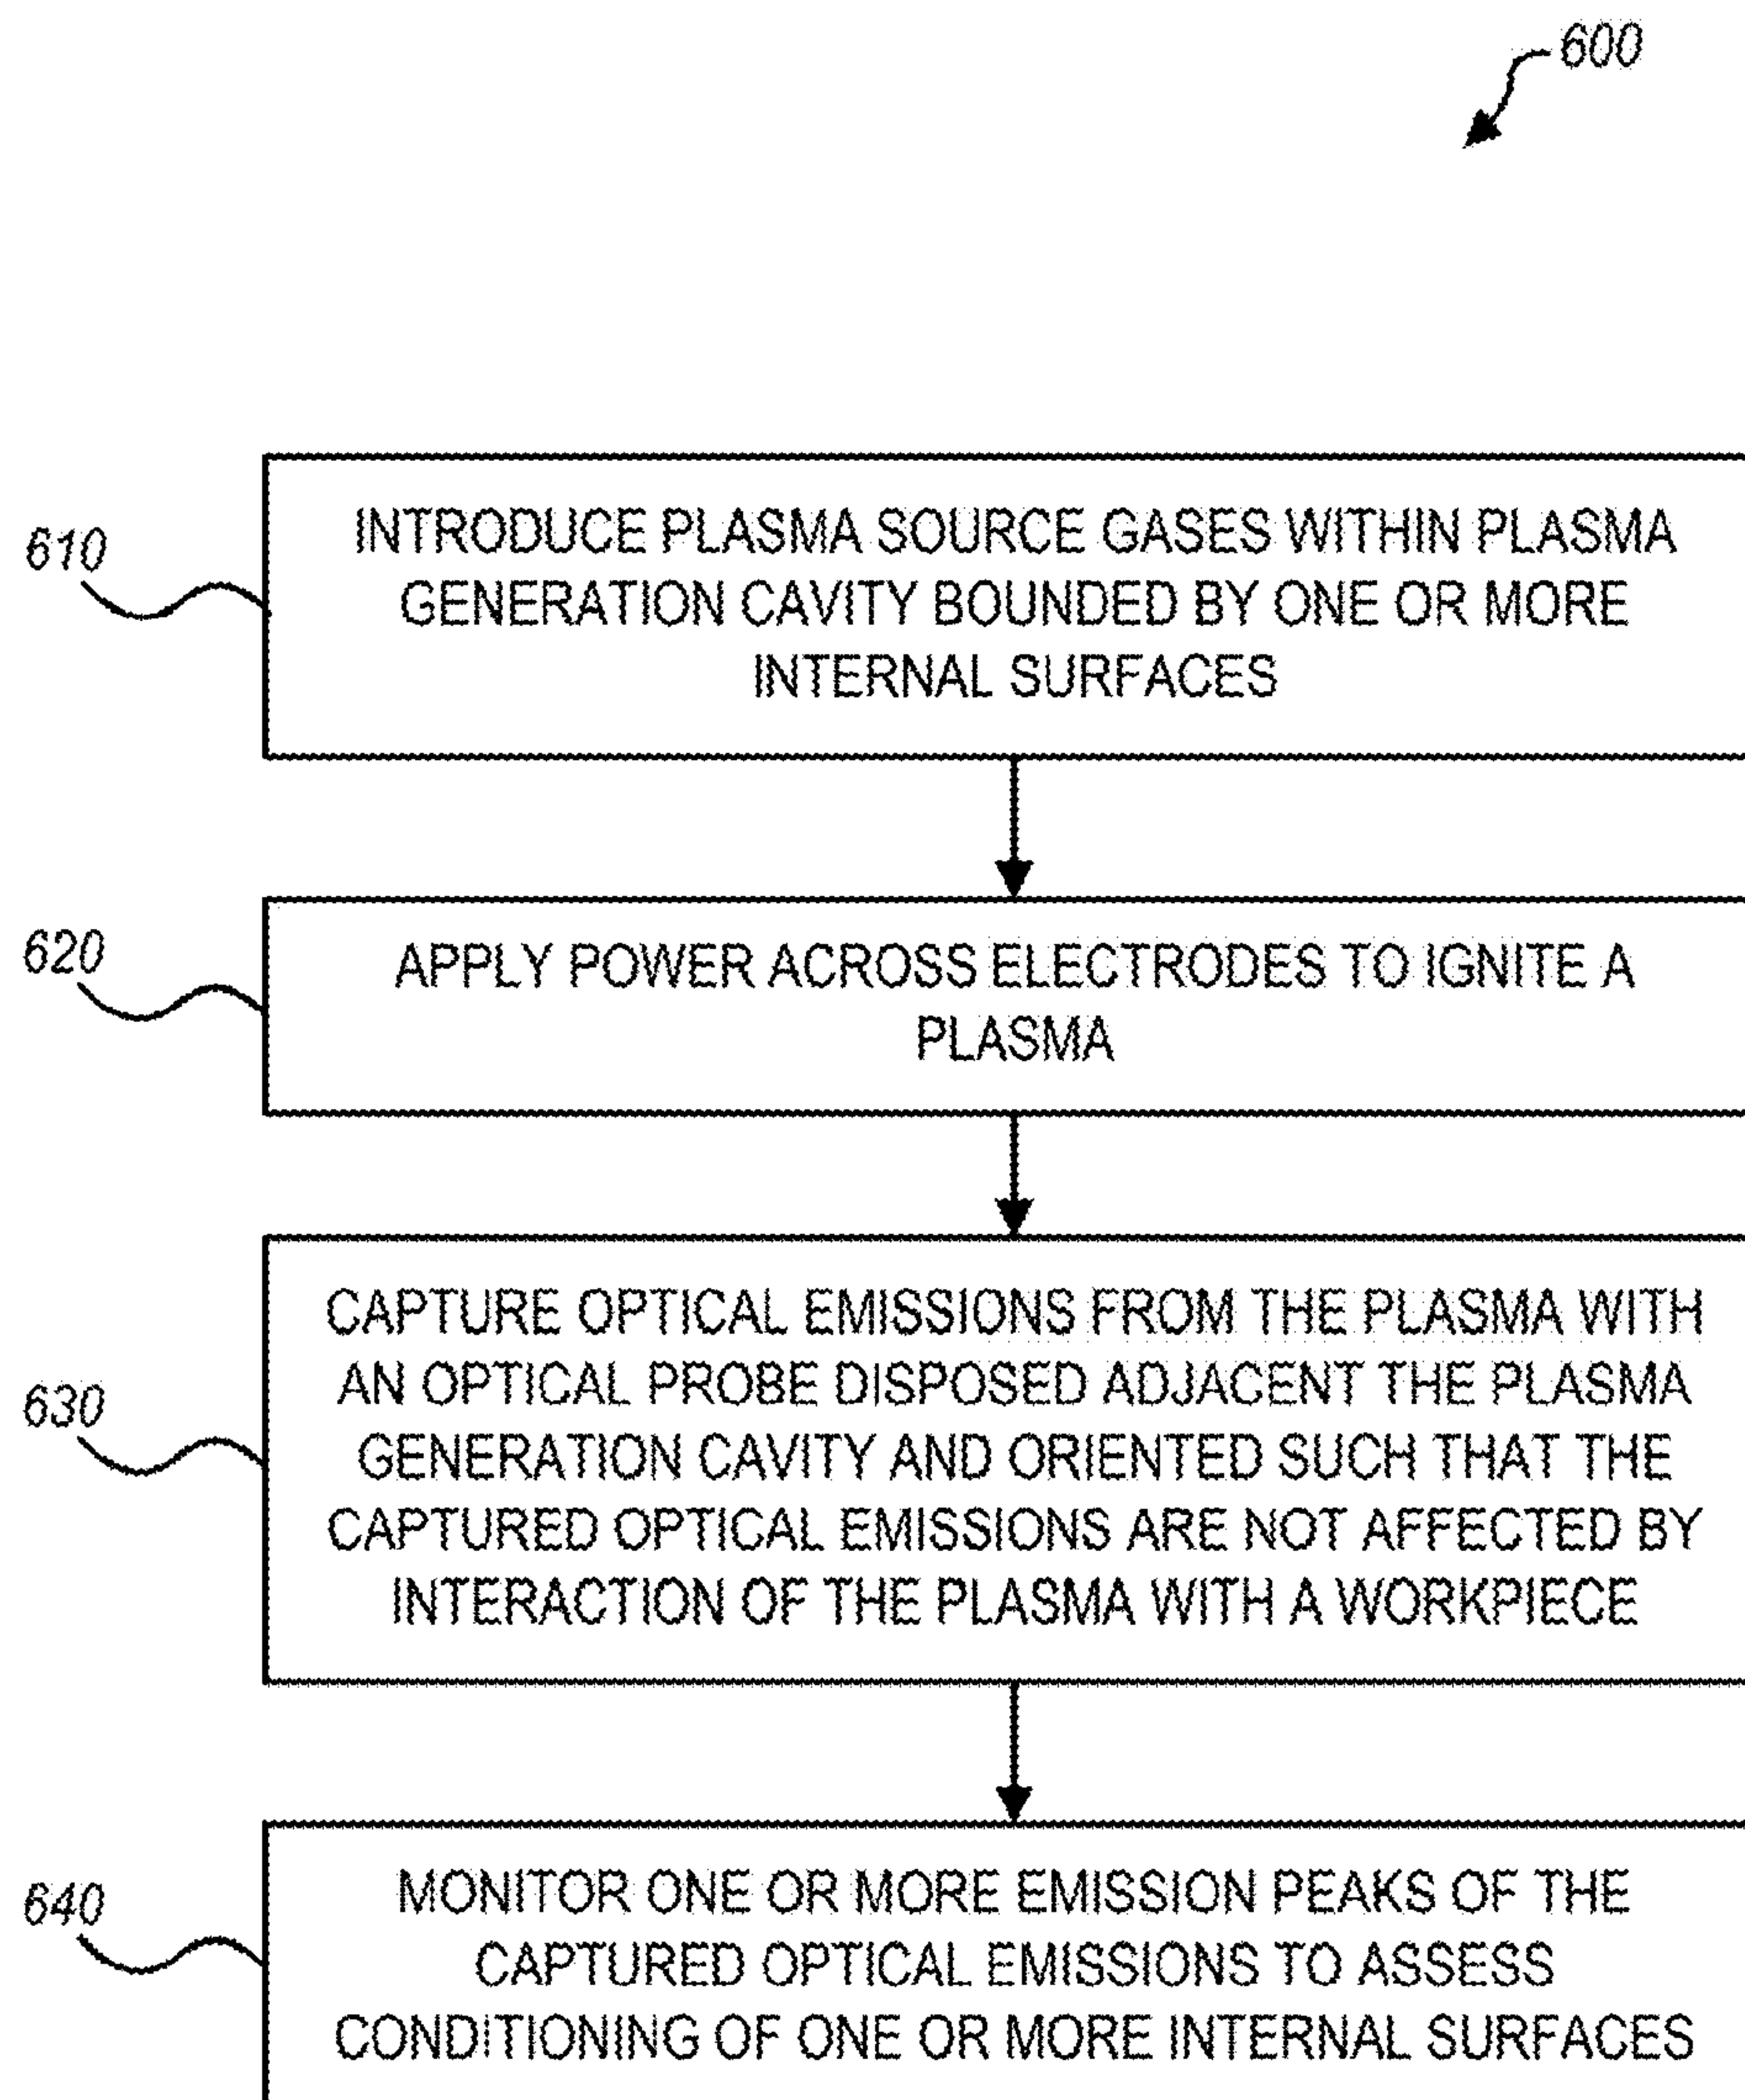 600
610
INTRODUCE PLASMA SOURCE GASES WITHIN PLASMA
GENERATION CAVITY BOUNDED BY ONE OR MORE
INTERNAL SURFACES
620
APPLY POWER ACROSS ELECTRODES TO IGNITE A
PLASMA
630
CAPTURE OPTICAL EMISSIONS FROM THE PLASMA WITH
AN OPTICAL PROBE DISPOSED ADJACENT THE PLASMA
GENERATION CAVITY AND ORIENTED SUCH THAT THE
CAPTURED OPTICAL EMISSIONS ARE NOT AFFECTED BY
INTERACTION OF THE PLASMA WITH A WORKPIECE
640
MONITOR ONE OR MORE EMISSION PEAKS OF THE
CAPTURED OPTICAL EMISSIONS TO ASSESS
CONDITIONING OF ONE OR MORE INTERNAL SURFACES